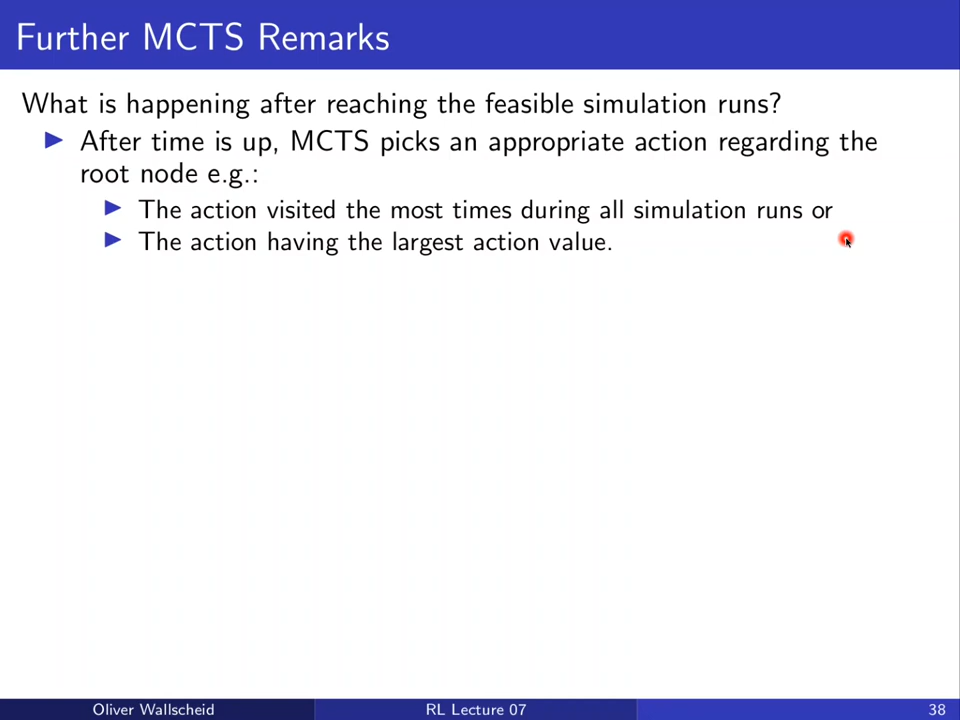 Further MCTS Remarks
What is happening after reaching the feasible simulation runs?
After time is up, MCTS picks an appropriate action regarding the
root node e.g.:
The action visited the most times during all simulation runs or
The action having the largest action value.
Oliver Wallscheid
RL Lecture 07
38